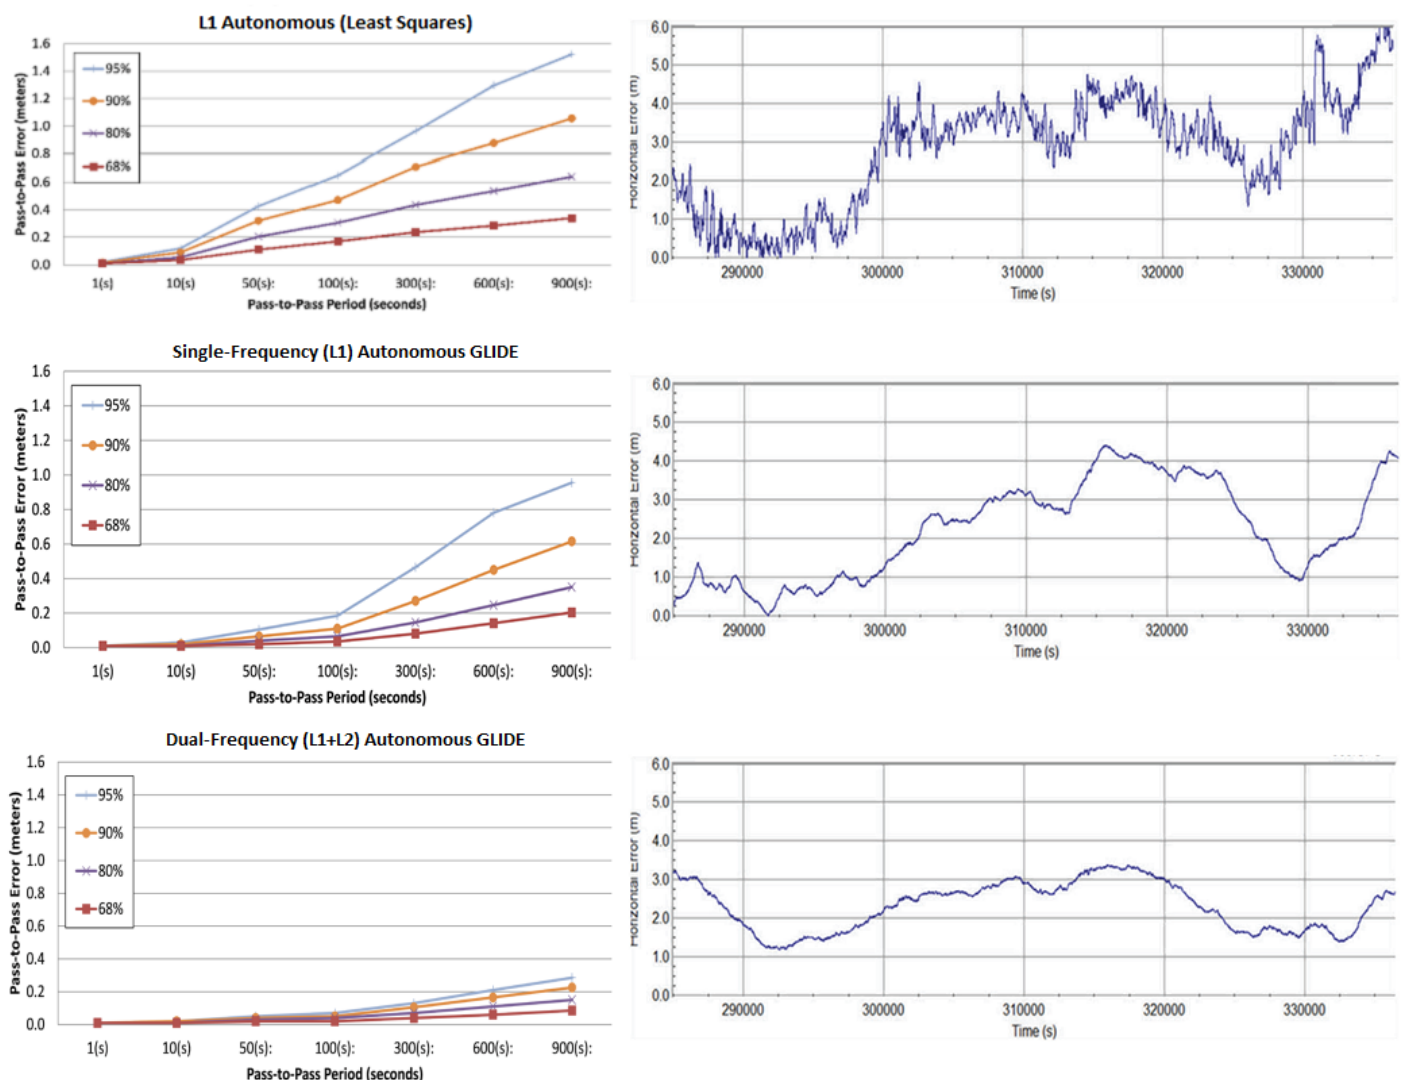 L1 Autonomous (Least Squares)
Pass-to-Pass Error (meters)
1.6
1.4
1.2
1.0
0.8
0.6
0.4
0.2
0.0
95%
90%
80%
68%
1(s) 10(s) 50(s): 100(s): 300(s): 600(s): 900(s):
Pass-to-Pass Period (seconds)
Horizontal Error (m)
6.0
5.0
4.0
3.0
2.0
1.0
0.0
290000 300000 310000 320000 330000
Time (s)
Single-Frequency (L1) Autonomous GLIDE
Pass-to-Pass Error (meters)
1.6
1.4
1.2
1.0
0.8
0.6
0.4
0.2
0.0
95%
90%
80%
68%
1(s) 10(s) 50(s): 100(s): 300(s): 600(s): 900(s):
Pass-to-Pass Period (seconds)
Horizontal Error (m)
6.0
5.0
4.0
3.0
2.0
1.0
0.0
290000 300000 310000 320000 330000
Time (s)
Dual-Frequency (L1+L2) Autonomous GLIDE
Pass-to-Pass Error (meters)
1.6
1.4
1.2
1.0
0.8
0.6
0.4
0.2
0.0
95%
90%
80%
68%
1(s) 10(s) 50(s): 100(s): 300(s): 600(s): 900(s):
Pass-to-Pass Period (seconds)
Horizontal Error (m)
6.0
5.0
4.0
3.0
2.0
1.0
0.0
290000 300000 310000 320000 330000
Time (s)